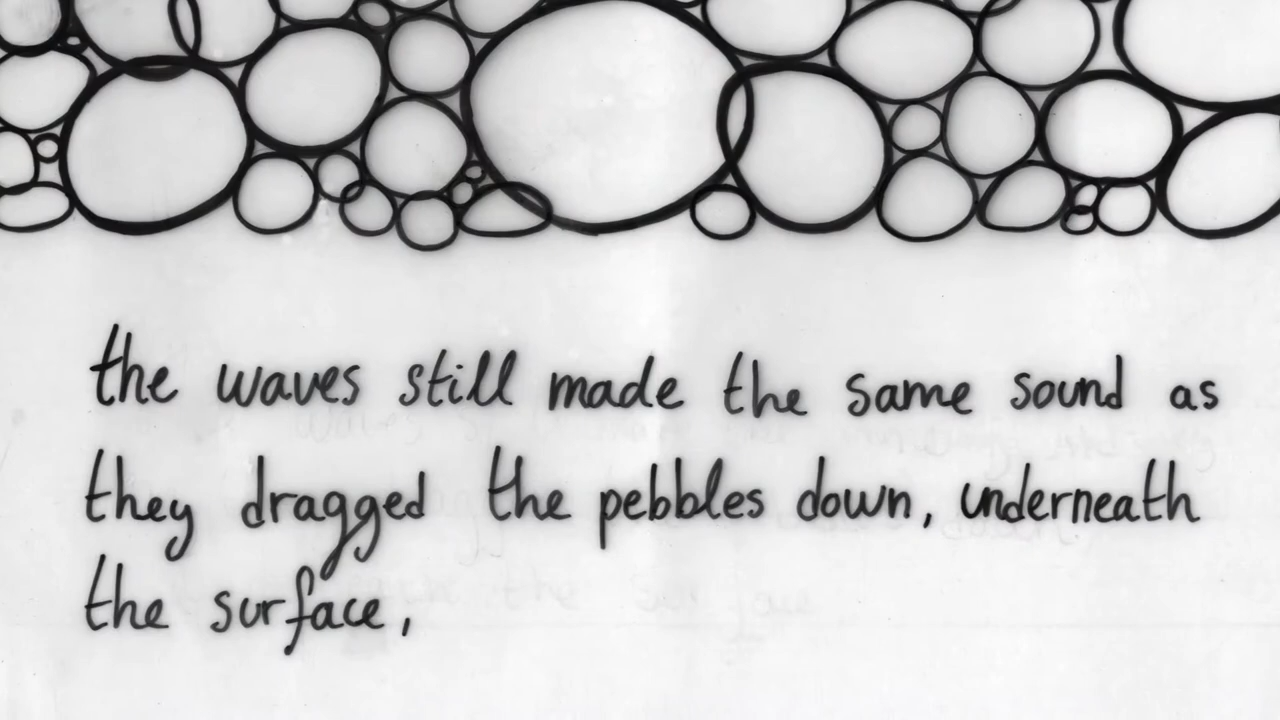 the waves still made the same sound as
they dragged the pebbles down, underneath
the surface,